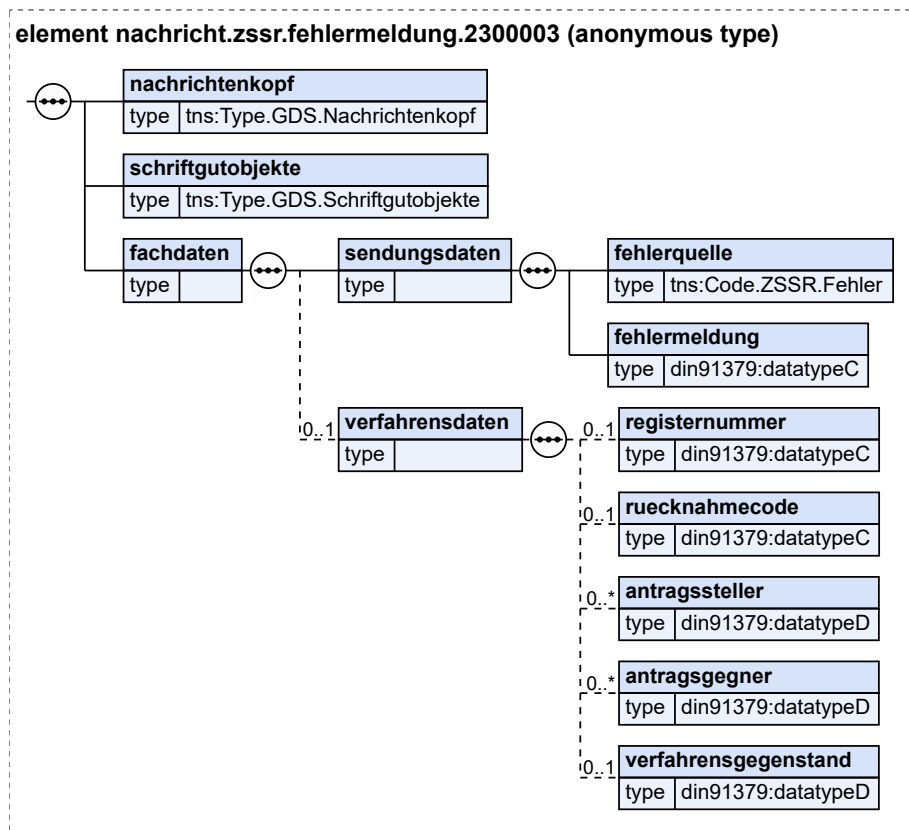 element nachricht.zssr.fehlermeldung.2300003 (anonymous type)
nachrichtenkopf
type tns:Type.GDS.Nachrichtenkopf
schriftgutobjekte
type tns:Type.GDS.Schriftgutobjekte
fachdaten
type
sendungsdaten
type
fehlerquelle
type tns:Code.ZSSR.Fehler
fehlermeldung
type din91379:datatypeC
0..1
verfahrensdaten
type
0..1
registernummer
type din91379:datatypeC
0..1
ruecknahmecode
type din91379:datatypeC
0..*
antragssteller
type din91379:datatypeD
0..*
antragsgegner
type din91379:datatypeD
0..1
verfahrensgegenstand
type din91379:datatypeD